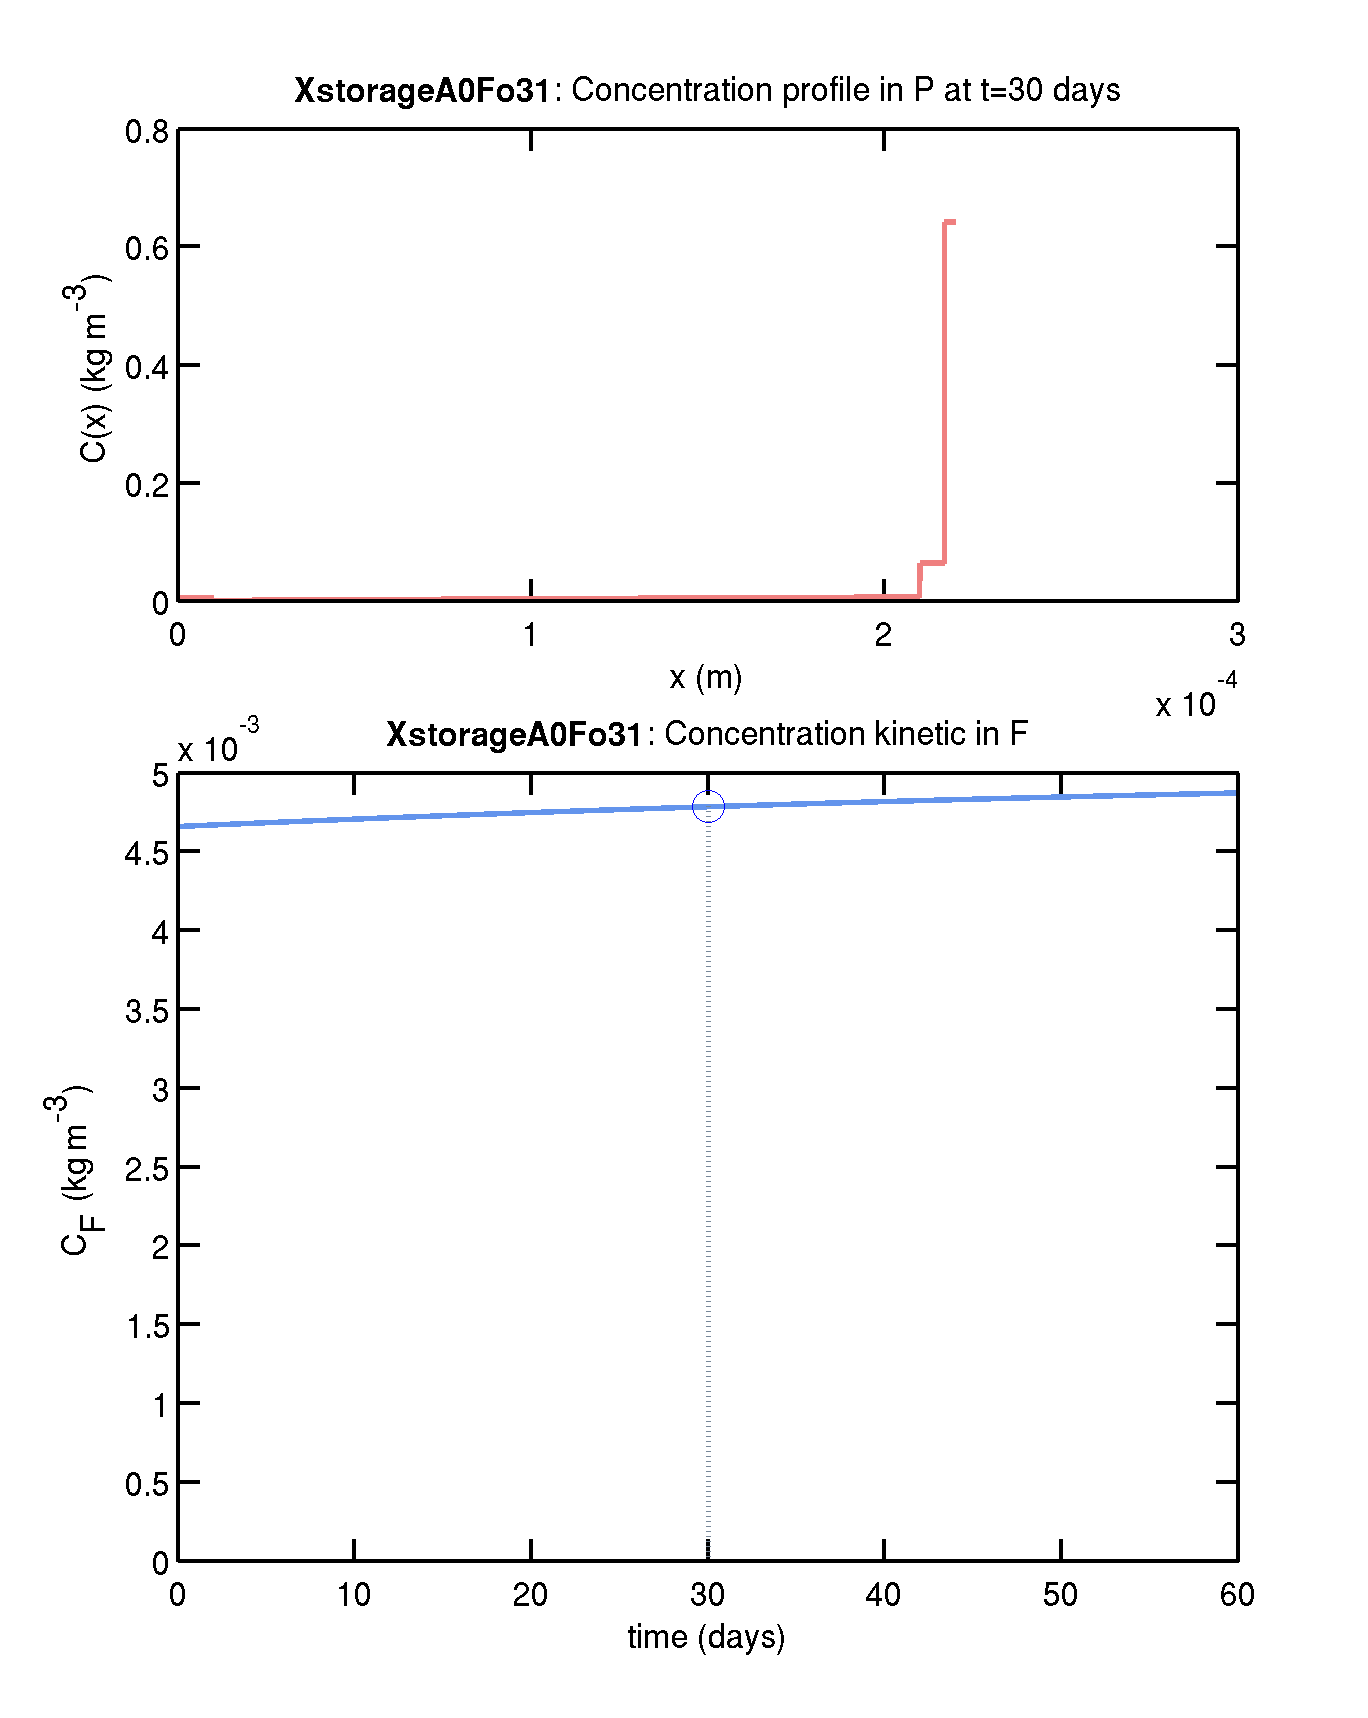 XstorageA0Fo31: Concentration profile in P at t=30 days
0.8
0.6
0.4
0.2
0
C(x) (kg m-3)
0 1 2 3
x (m)
x 10-4
XstorageA0Fo31: Concentration kinetic in F
x 10-3
5
4.5
4
3.5
3
2.5
2
1.5
1
0.5
0
CF (kg m-3)
0 10 20 30 40 50 60
time (days)